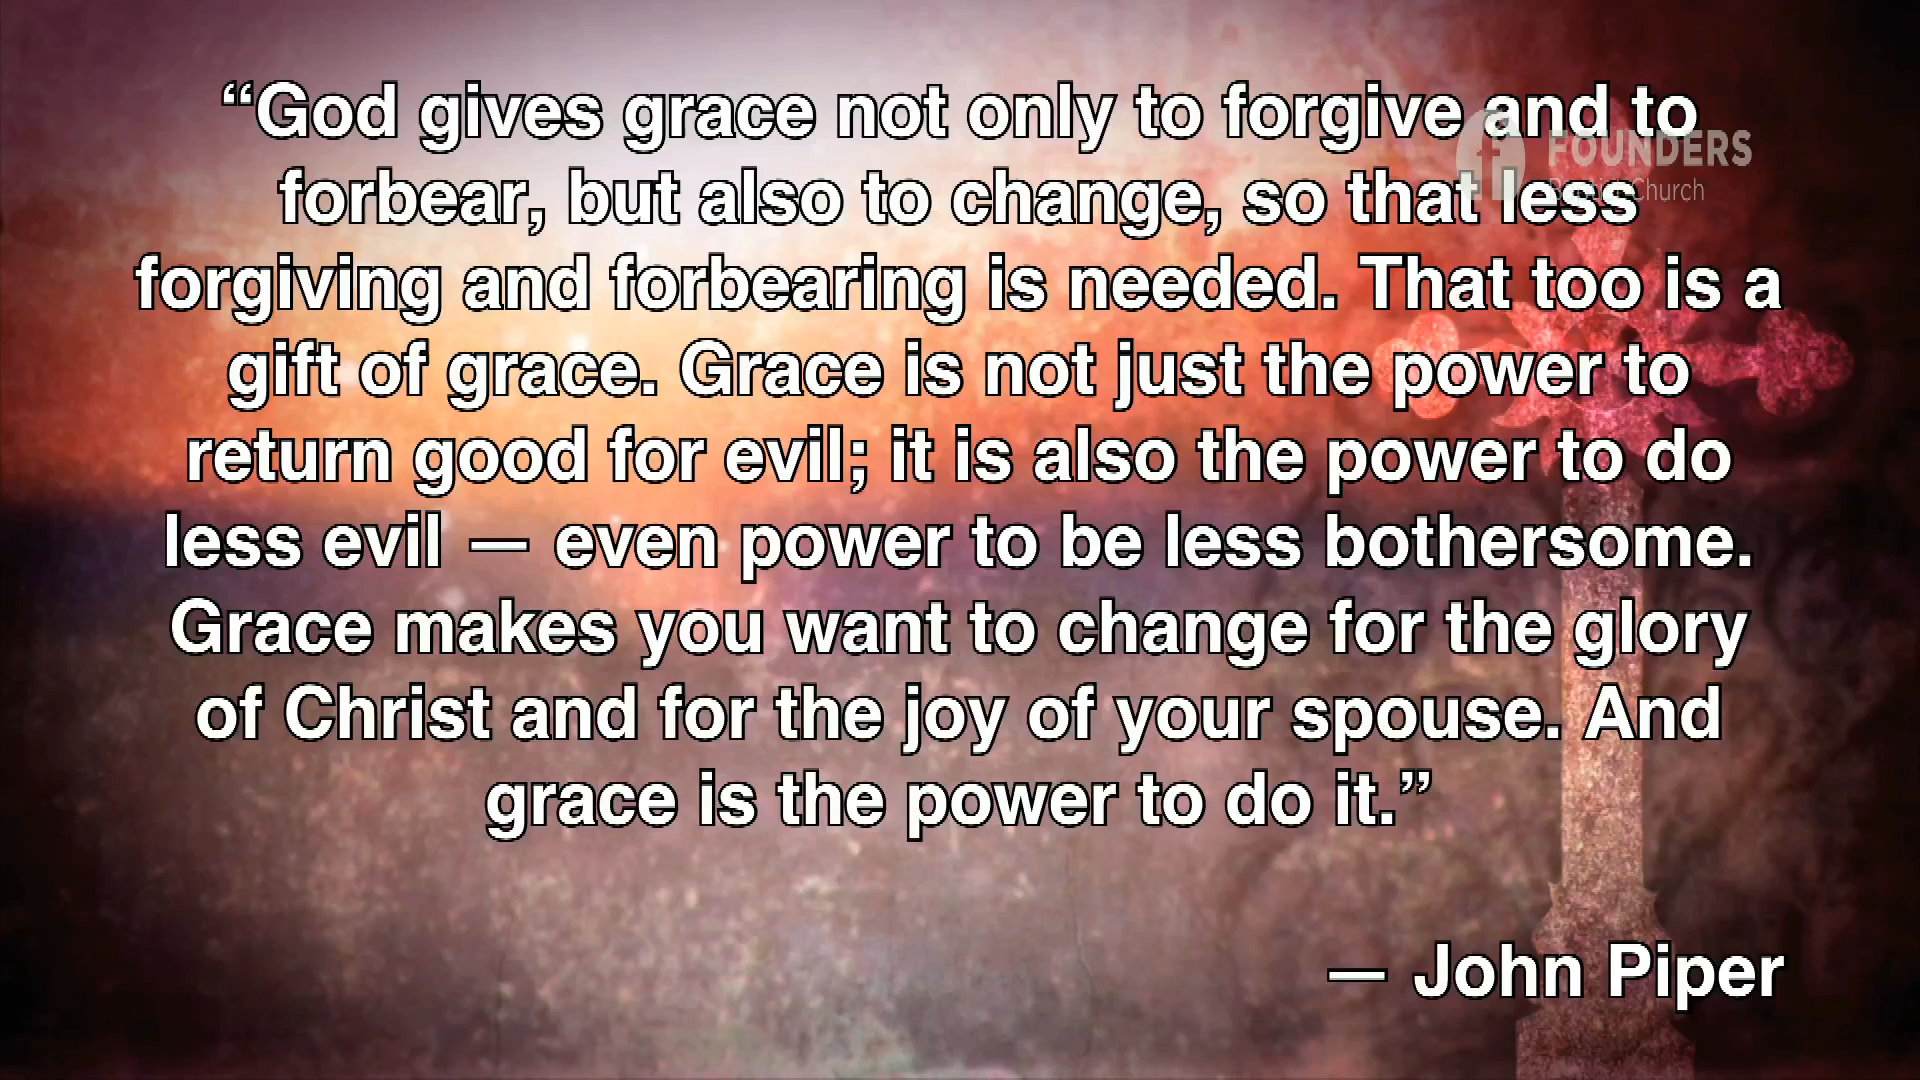 “God gives grace not only to forgive and to
forbear, but also to change, so that less
forgiving and forbearing is needed. That too is a
gift of grace. Grace is not just the power to
return good for evil; it is also the power to do
less evil — even power to be less bothersome.
Grace makes you want to change for the glory
of Christ and for the joy of your spouse. And
grace is the power to do it.”
— John Piper
FOUNDERS
Baptist Church